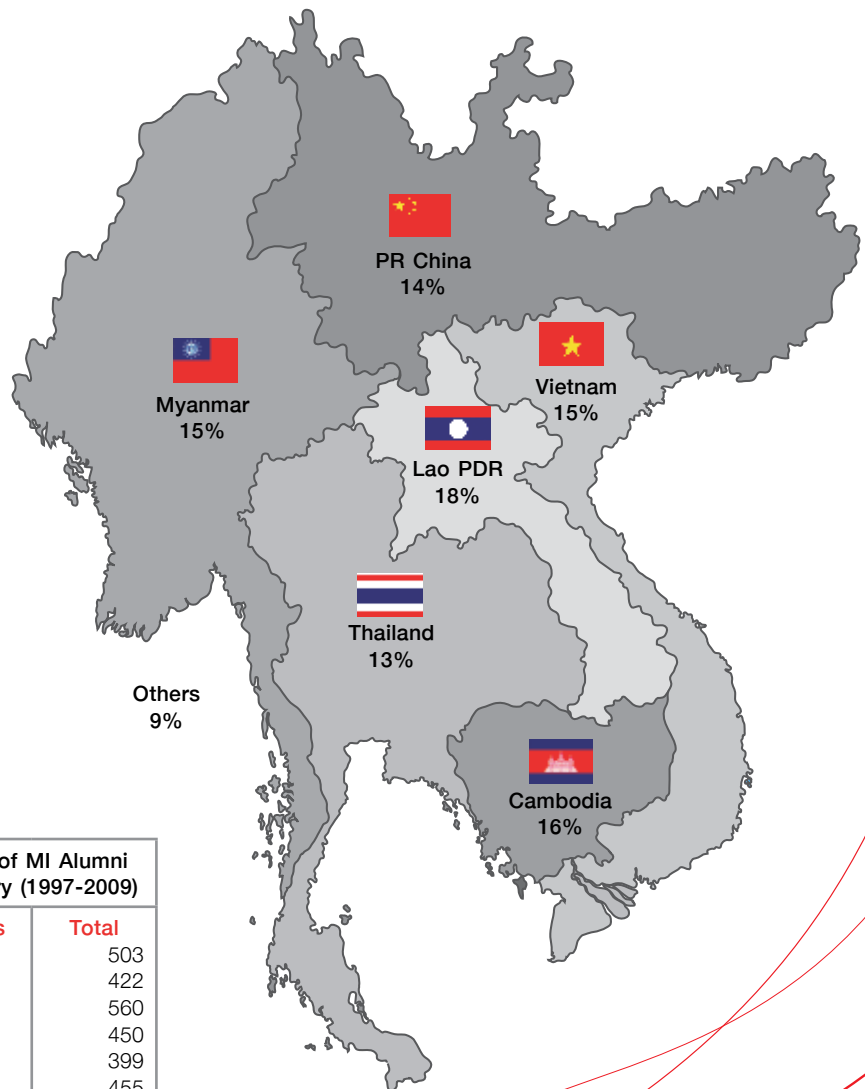 PR China
14%
Vietnam
15%
Myanmar
15%
Lao PDR
18%
Thailand
13%
Others
9%
Cambodia
16%
of MI Alumni
(1997-2009)
Total
503
422
560
450
399
455